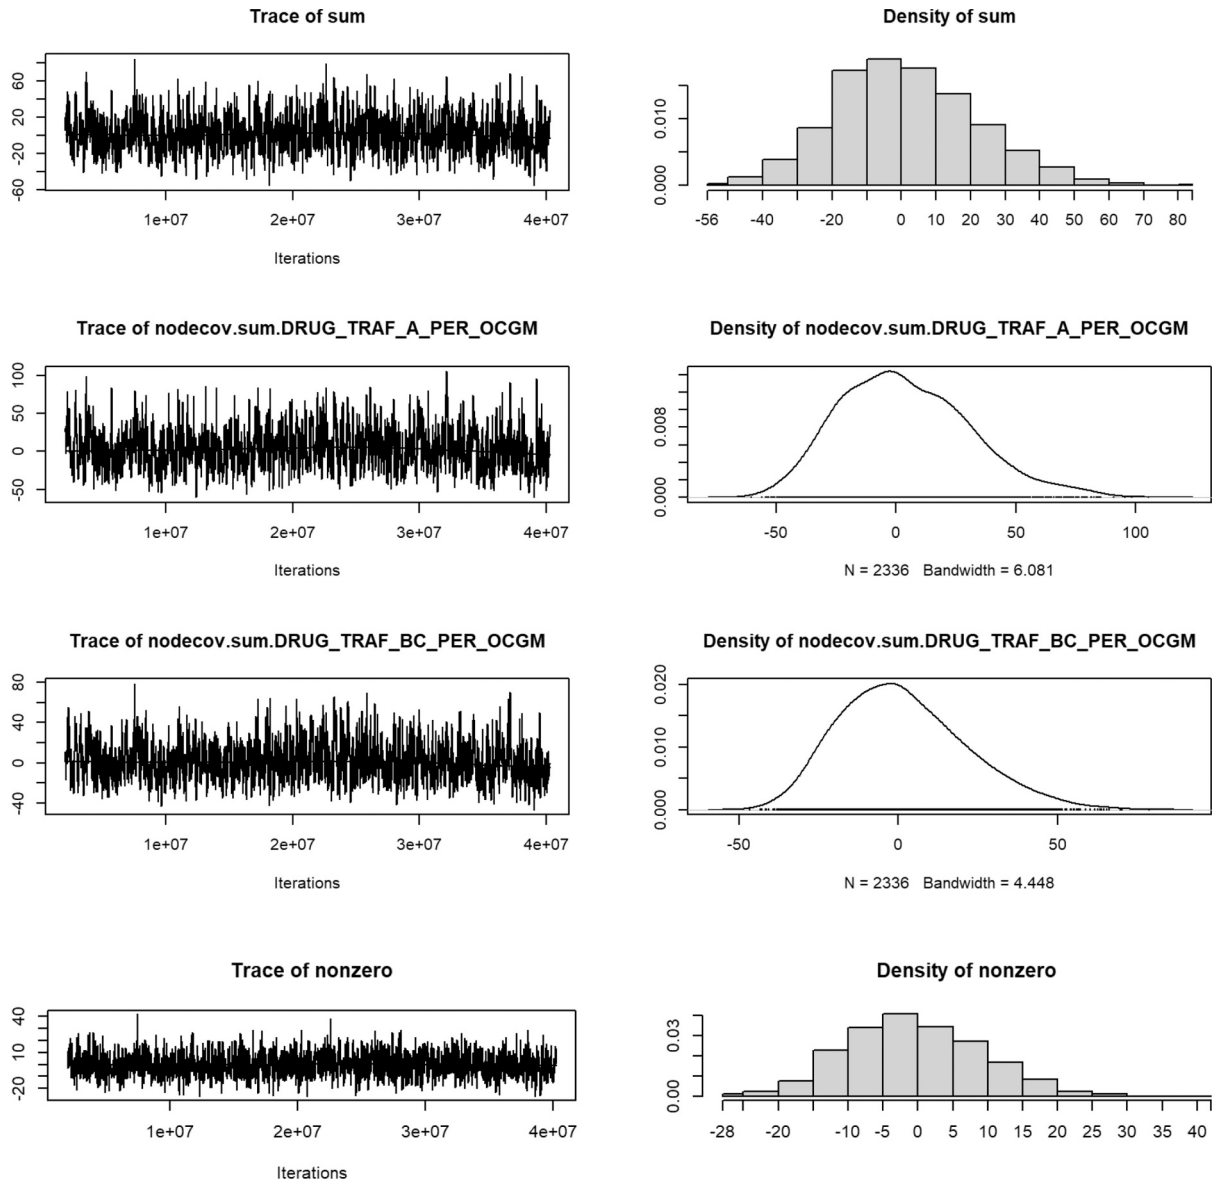 Trace of sum
Density of sum
60
20
-20
-60
1e+07 2e+07 3e+07 4e+07
Iterations
0.010
0.000
-56 -40 -20 0 10 20 30 40 50 60 70 80
Trace of nodecov.sum.DRUG_TRAF_A_PER_OCGM
Density of nodecov.sum.DRUG_TRAF_A_PER_OCGM
100
50
0
-50
1e+07 2e+07 3e+07 4e+07
Iterations
0.008
0.000
-50 0 50 100
N = 2336 Bandwidth = 6.081
Trace of nodecov.sum.DRUG_TRAF_BC_PER_OCGM
Density of nodecov.sum.DRUG_TRAF_BC_PER_OCGM
80
40
0
-40
1e+07 2e+07 3e+07 4e+07
Iterations
0.020
0.010
0.000
-50 0 50
N = 2336 Bandwidth = 4.448
Trace of nonzero
Density of nonzero
40
10
-20
1e+07 2e+07 3e+07 4e+07
Iterations
0.03
0.00
-28 -20 -10 -5 0 5 10 15 20 25 30 35 40